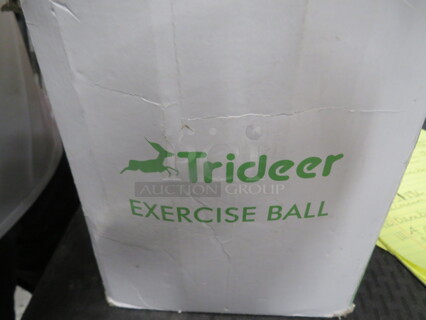 Trideer
AUCTION GROUP
EXERCISE BALL